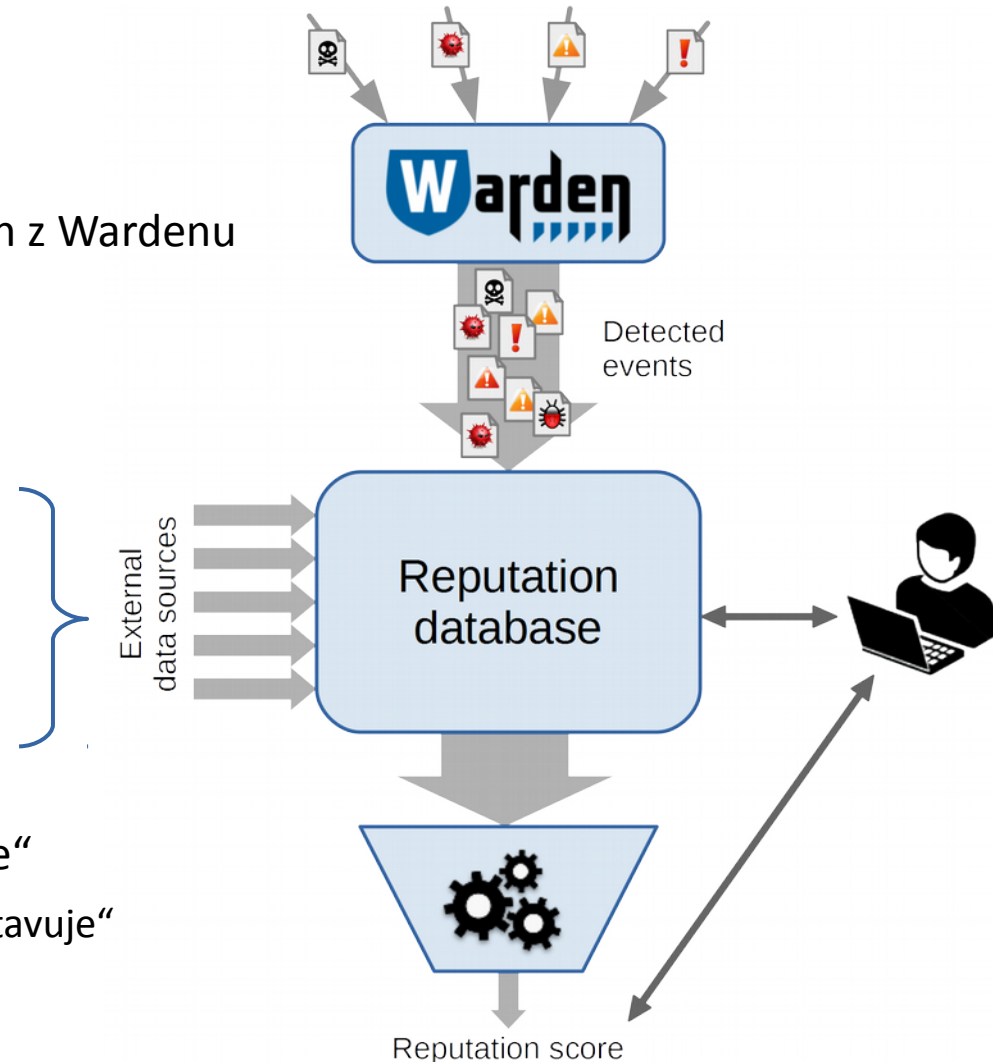 Warden
n z Wardenu
Detected
events
External
data sources
Reputation
database
e“
tavuje“
Reputation score